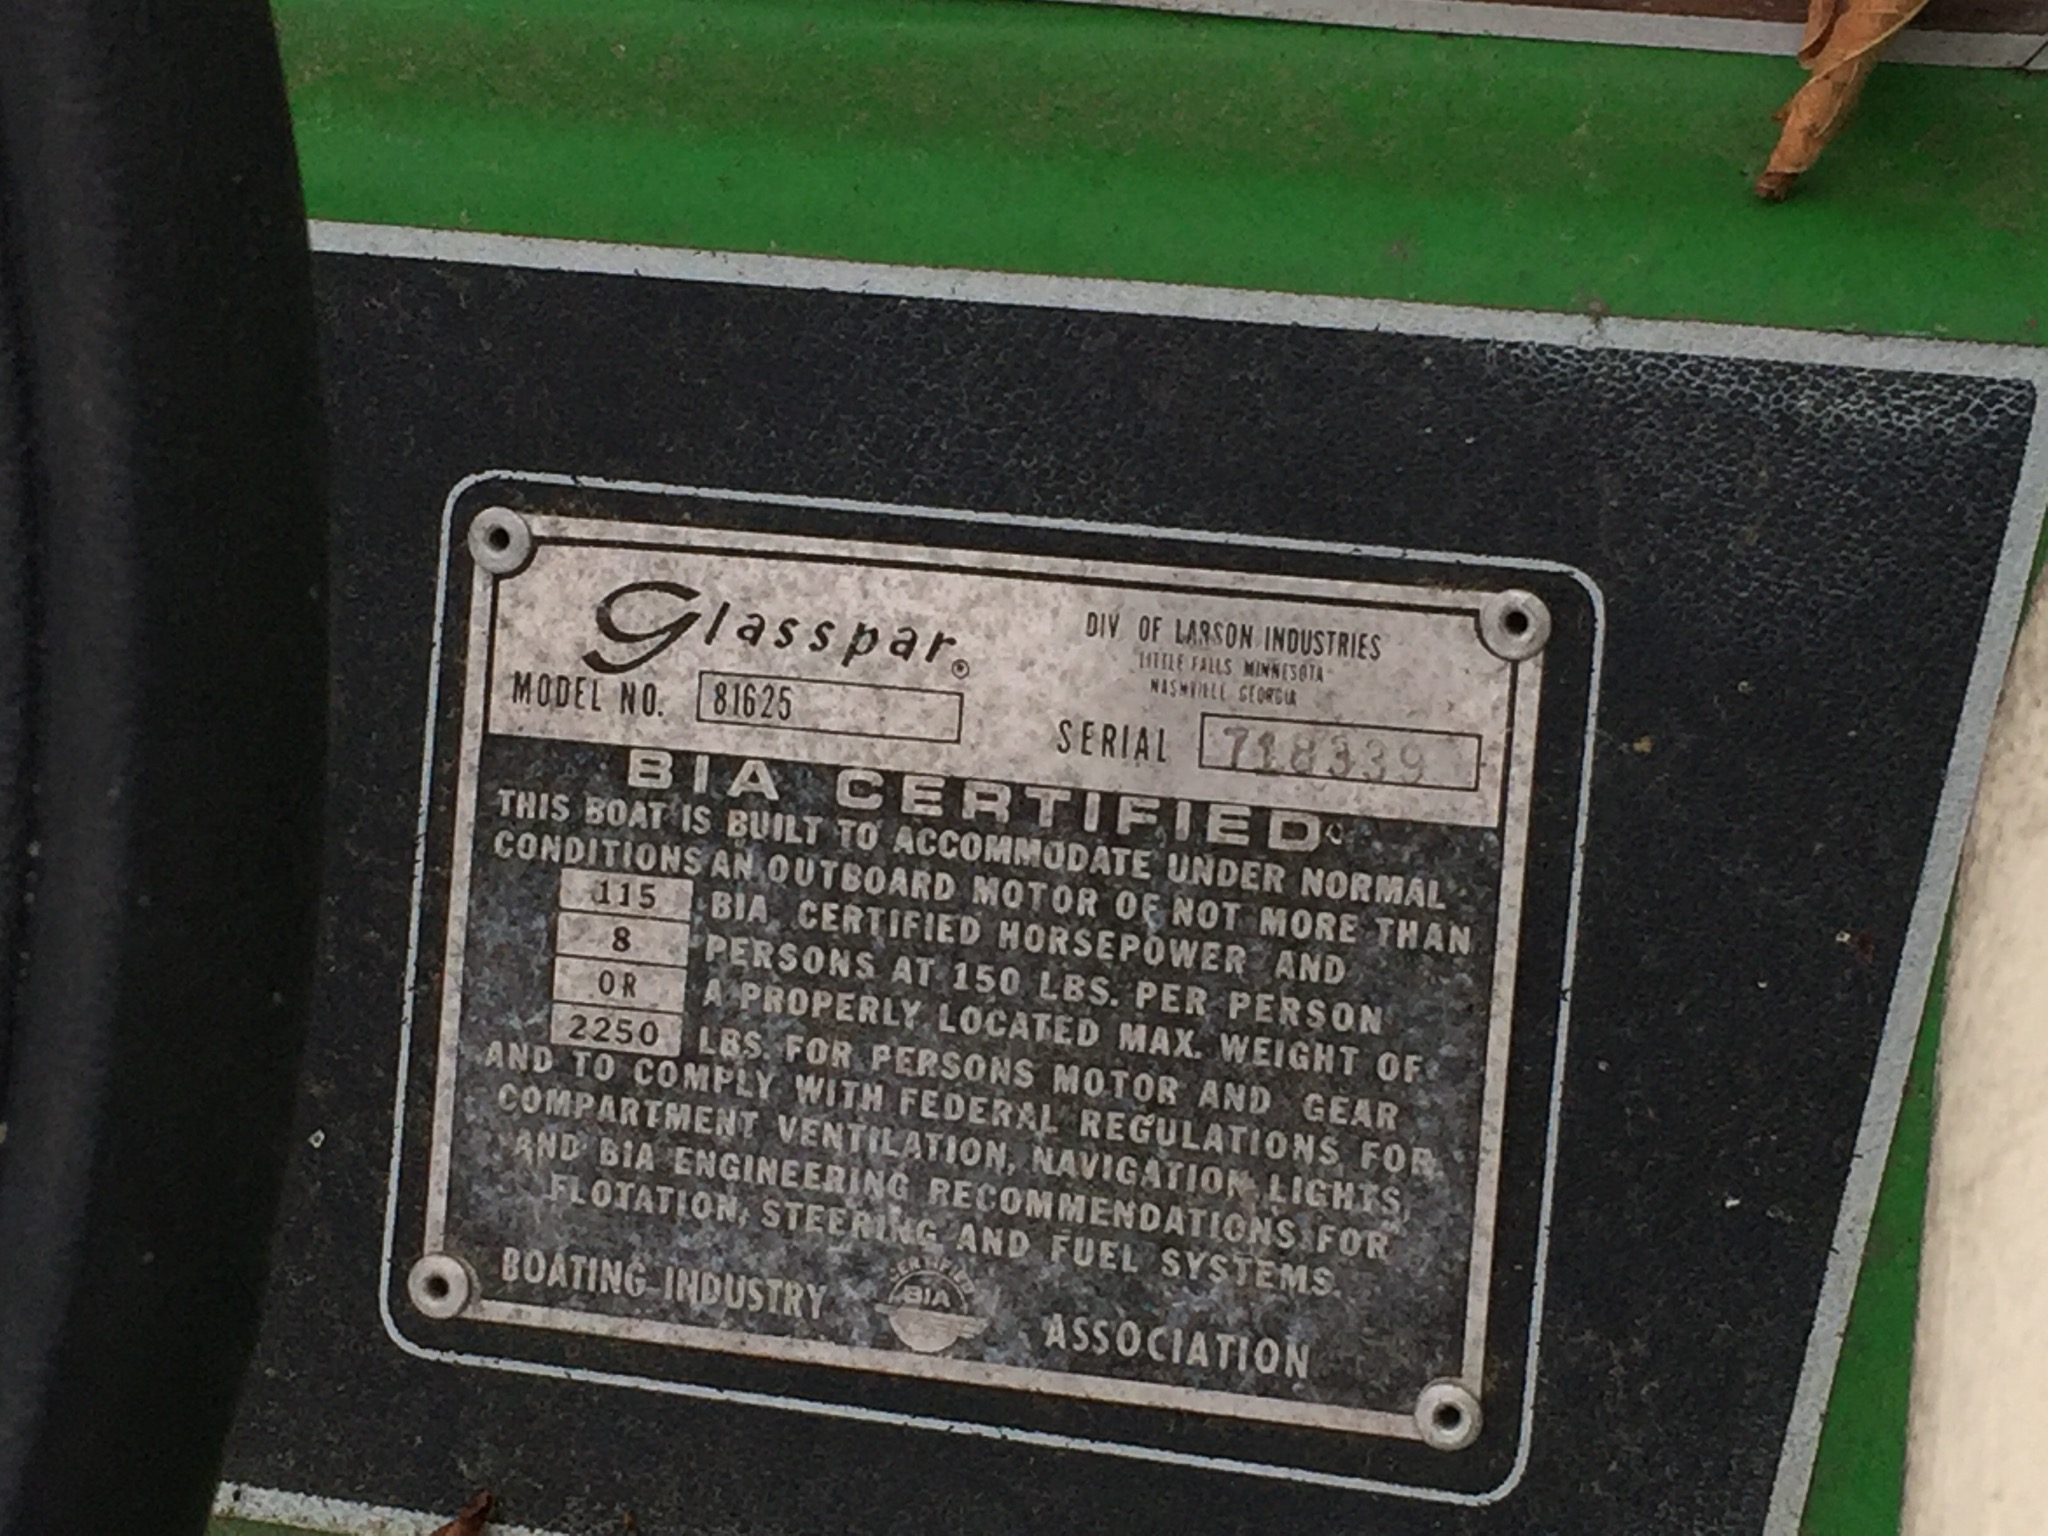 Glasspar®
DIV. OF LARSON INDUSTRIES
LITTLE FALLS MINNESOTA
NASHVILLE GEORGIA
MODEL NO. 81625
SERIAL 718339
BIA CERTIFIED
THIS BOAT IS BUILT TO ACCOMMODATE UNDER NORMAL
CONDITIONS AN OUTBOARD MOTOR OF NOT MORE THAN
115 BIA CERTIFIED HORSEPOWER AND
8 PERSONS AT 150 LBS. PER PERSON
OR A PROPERLY LOCATED MAX. WEIGHT OF
2250 LBS. FOR PERSONS MOTOR AND GEAR
AND TO COMPLY WITH FEDERAL REGULATIONS FOR
COMPARTMENT VENTILATION, NAVIGATION LIGHTS,
AND BIA ENGINEERING RECOMMENDATIONS FOR
FLOTATION, STEERING AND FUEL SYSTEMS.
BOATING INDUSTRY CERTIFIED BIA ASSOCIATION